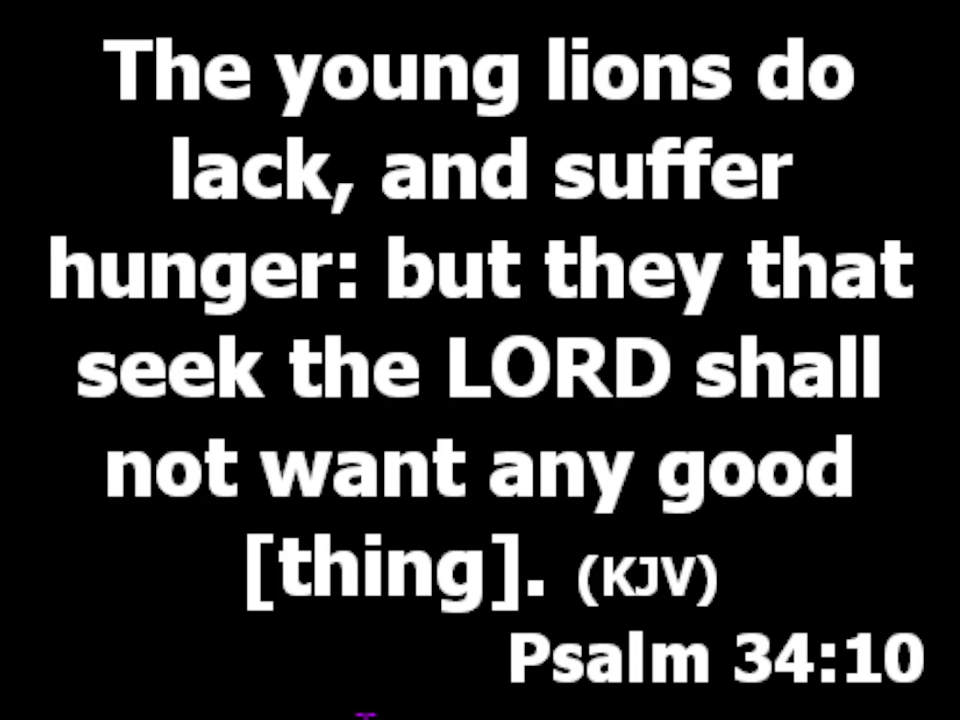 The young lions do
lack, and suffer
hunger: but they that
seek the LORD shall
not want any good
[thing]. (KJV)
Psalm 34:10